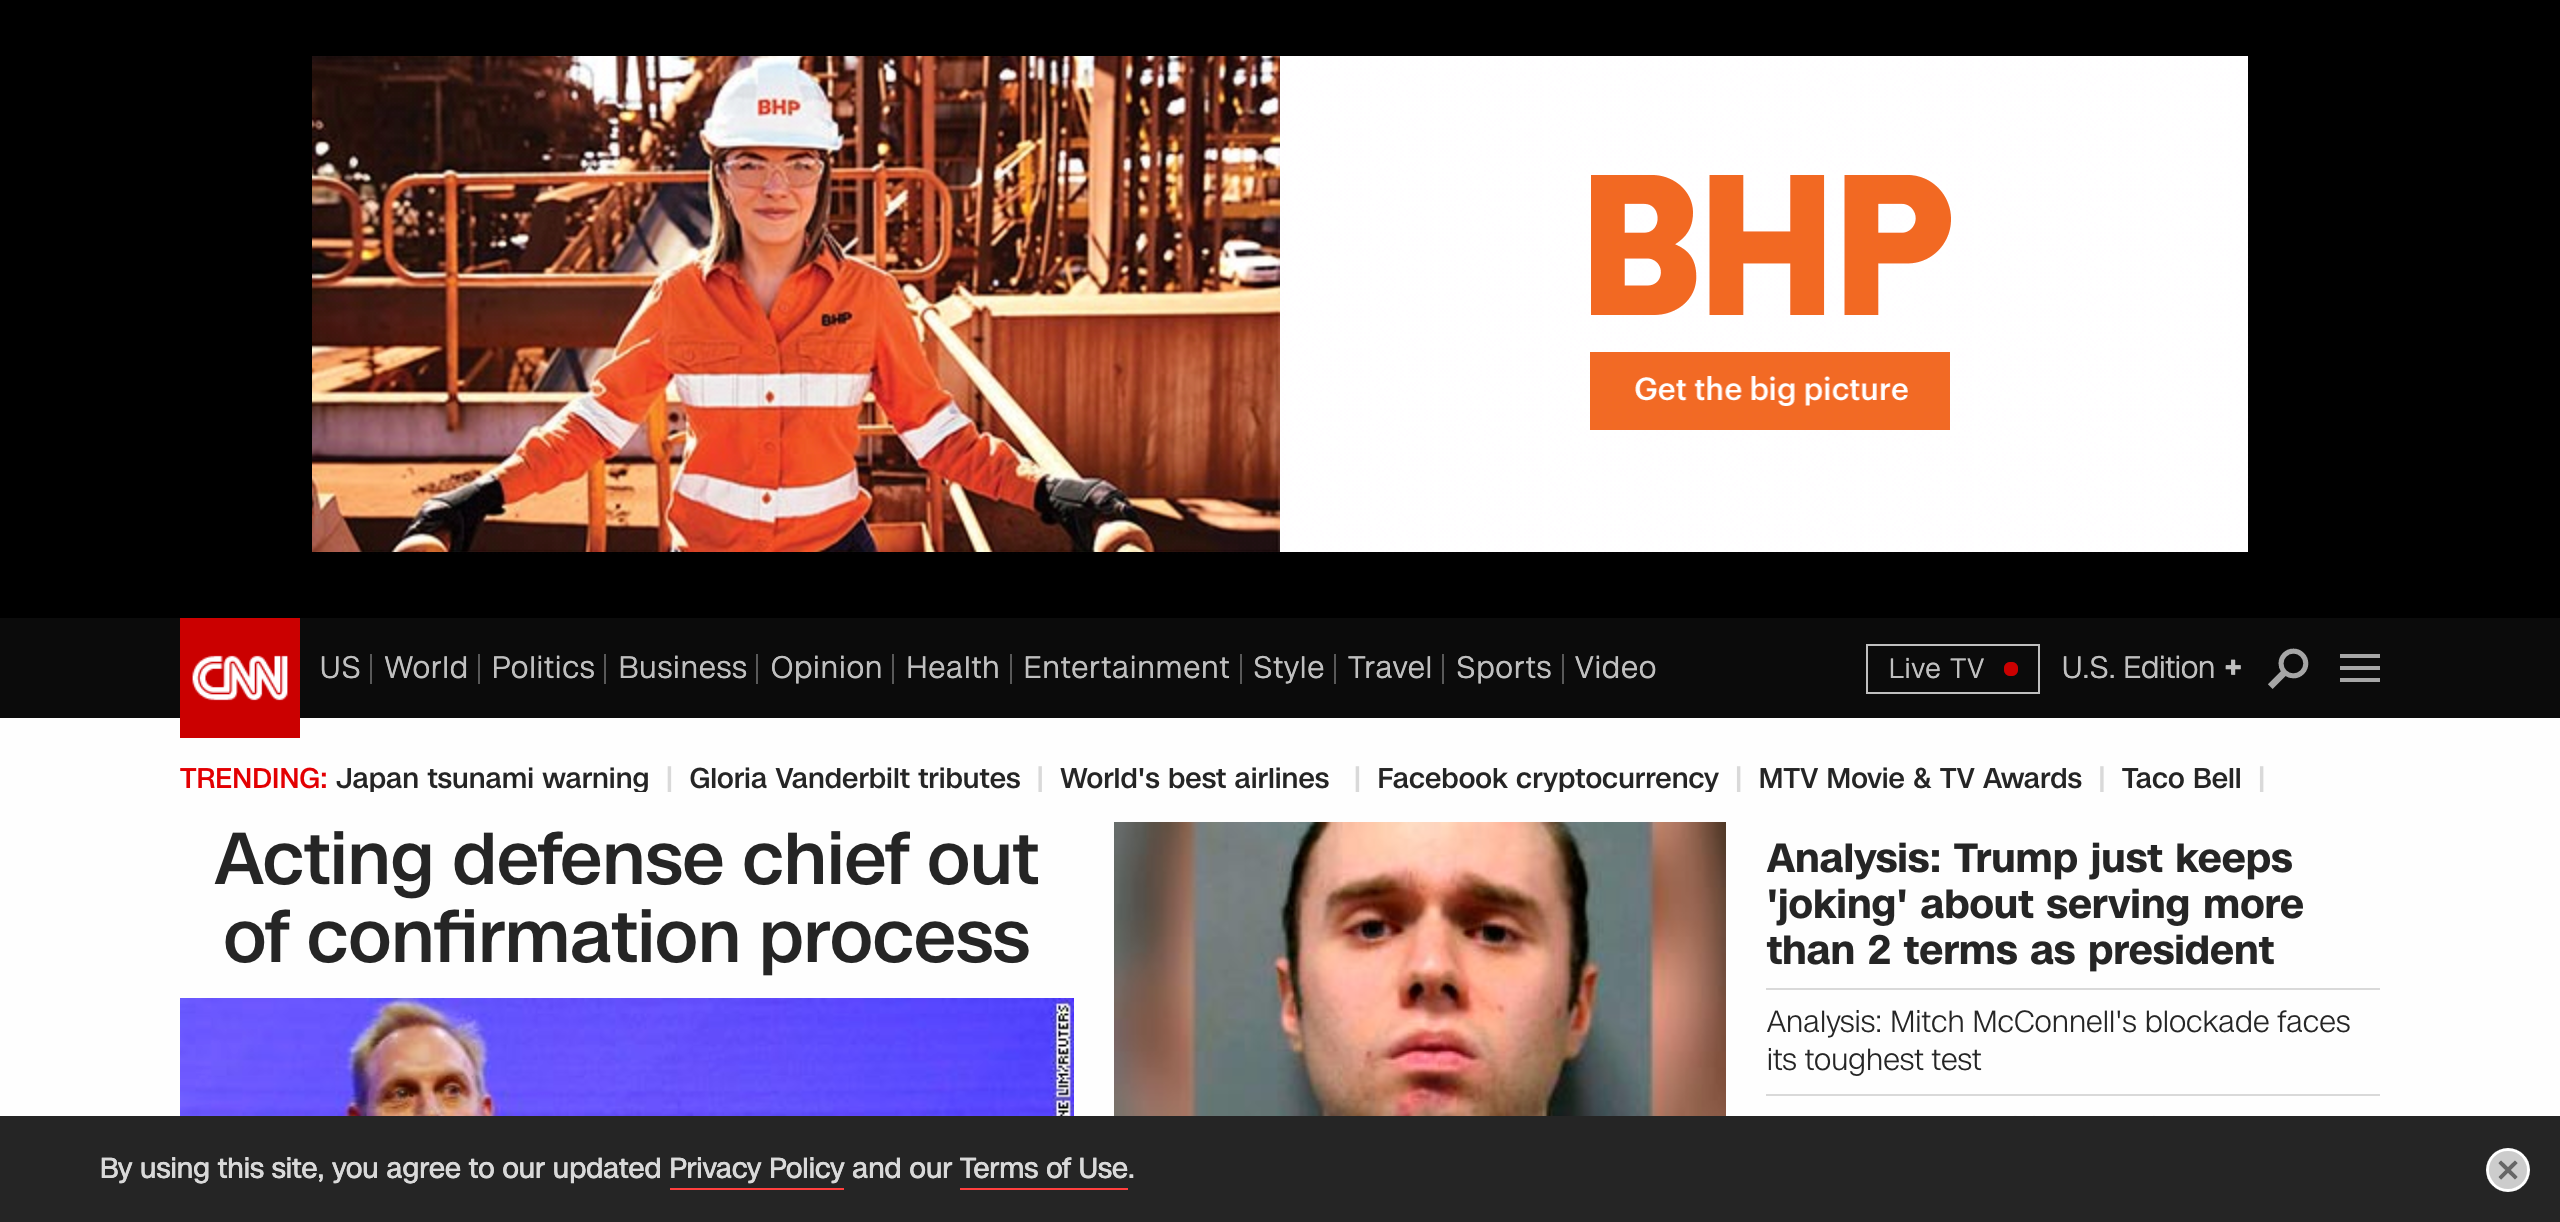 BHP
BHP
BHP
Get the big picture
CNN
US World Politics Business Opinion Health Entertainment Style Travel Sports Video Live TV U.S. Edition +
TRENDING: Japan tsunami warning Gloria Vanderbilt tributes World's best airlines Facebook cryptocurrency MTV Movie & TV Awards Taco Bell
Acting defense chief out
of confirmation process
LIM/REUTERS
Analysis: Trump just keeps
'joking' about serving more
than 2 terms as president
Analysis: Mitch McConnell's blockade faces
its toughest test
By using this site, you agree to our updated Privacy Policy and our Terms of Use.